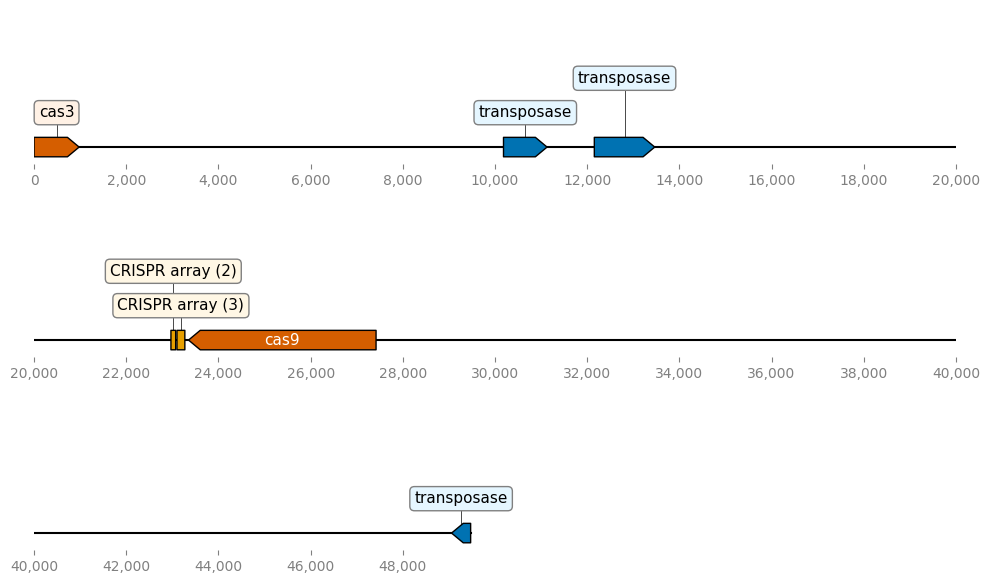 transposase
cas3
transposase
0 2,000 4,000 6,000 8,000 10,000 12,000 14,000 16,000 18,000 20,000
CRISPR array (2)
CRISPR array (3)
cas9
20,000 22,000 24,000 26,000 28,000 30,000 32,000 34,000 36,000 38,000 40,000
transposase
40,000 42,000 44,000 46,000 48,000